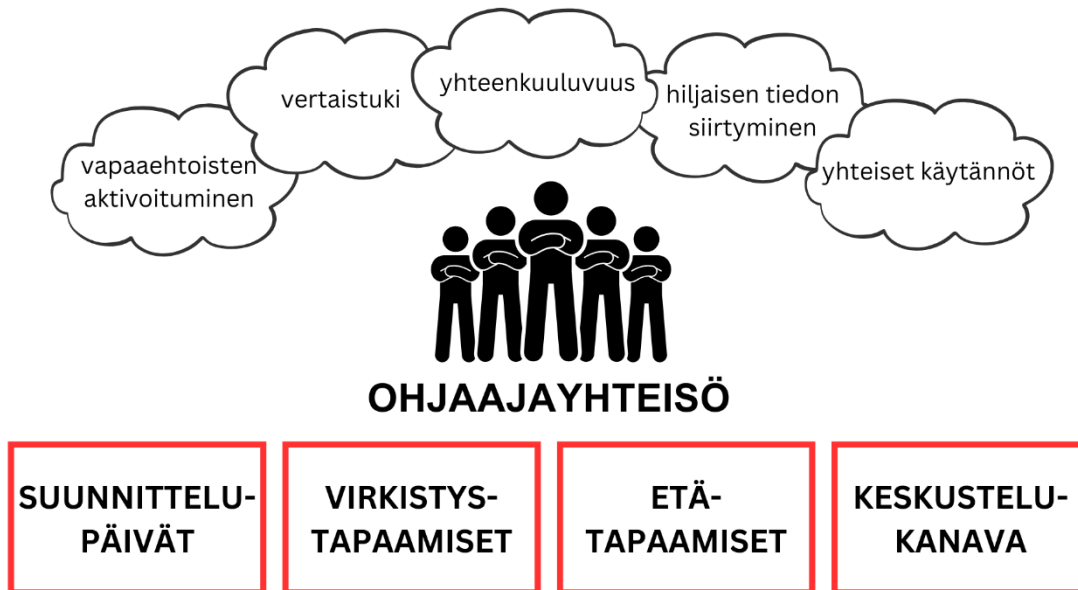 vapaaehtoisten
aktivoituminen
vertaistuki
yhteenkuuluvuus
hiljaisen tiedon
siirtyminen
yhteiset käytännöt
OHJAAJAYHTEISÖ
SUUNNITTELU-
PÄIVÄT
VIRKISTYS-
TAPAAMISET
ETÄ-
TAPAAMISET
KESKUSTELU-
KANAVA